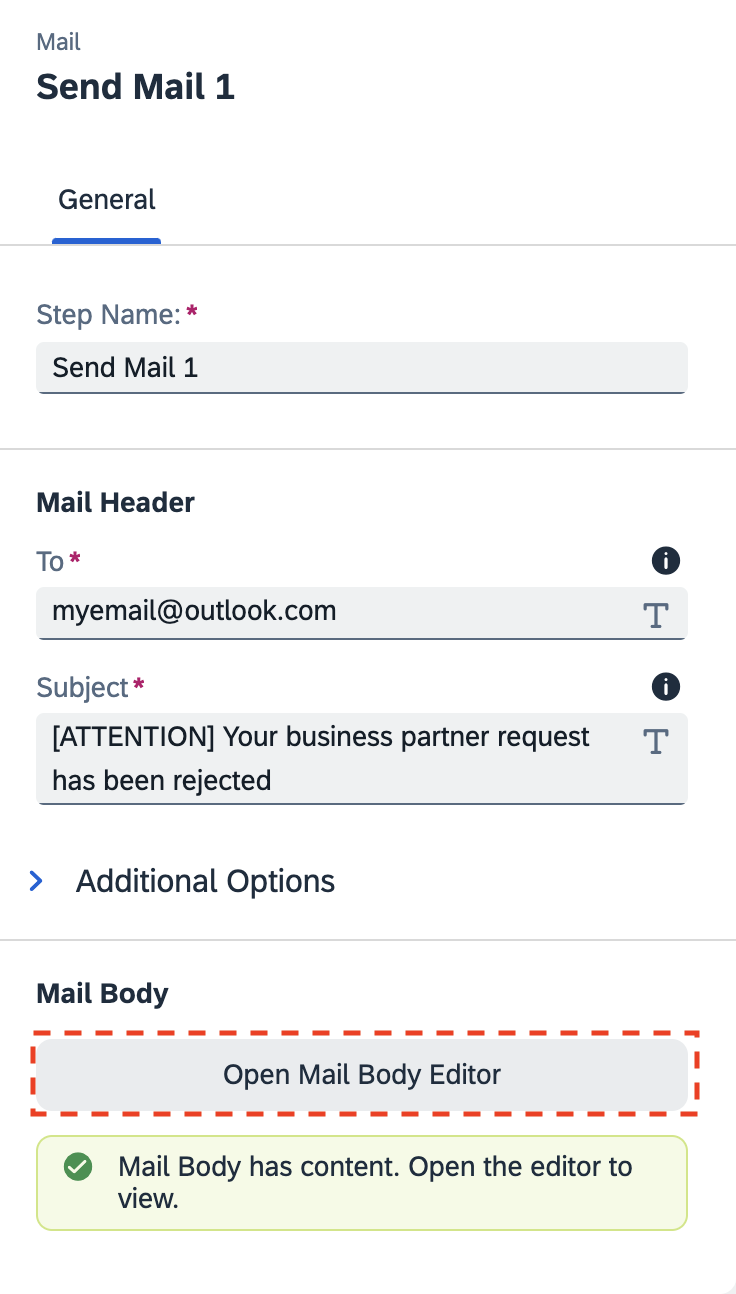 Mail
Send Mail 1
General
Step Name: *
Send Mail 1
Mail Header
To *
myemail@outlook.com
Subject *
[ATTENTION] Your business partner request
has been rejected
Additional Options
Mail Body
Open Mail Body Editor
Mail Body has content. Open the editor to
view.